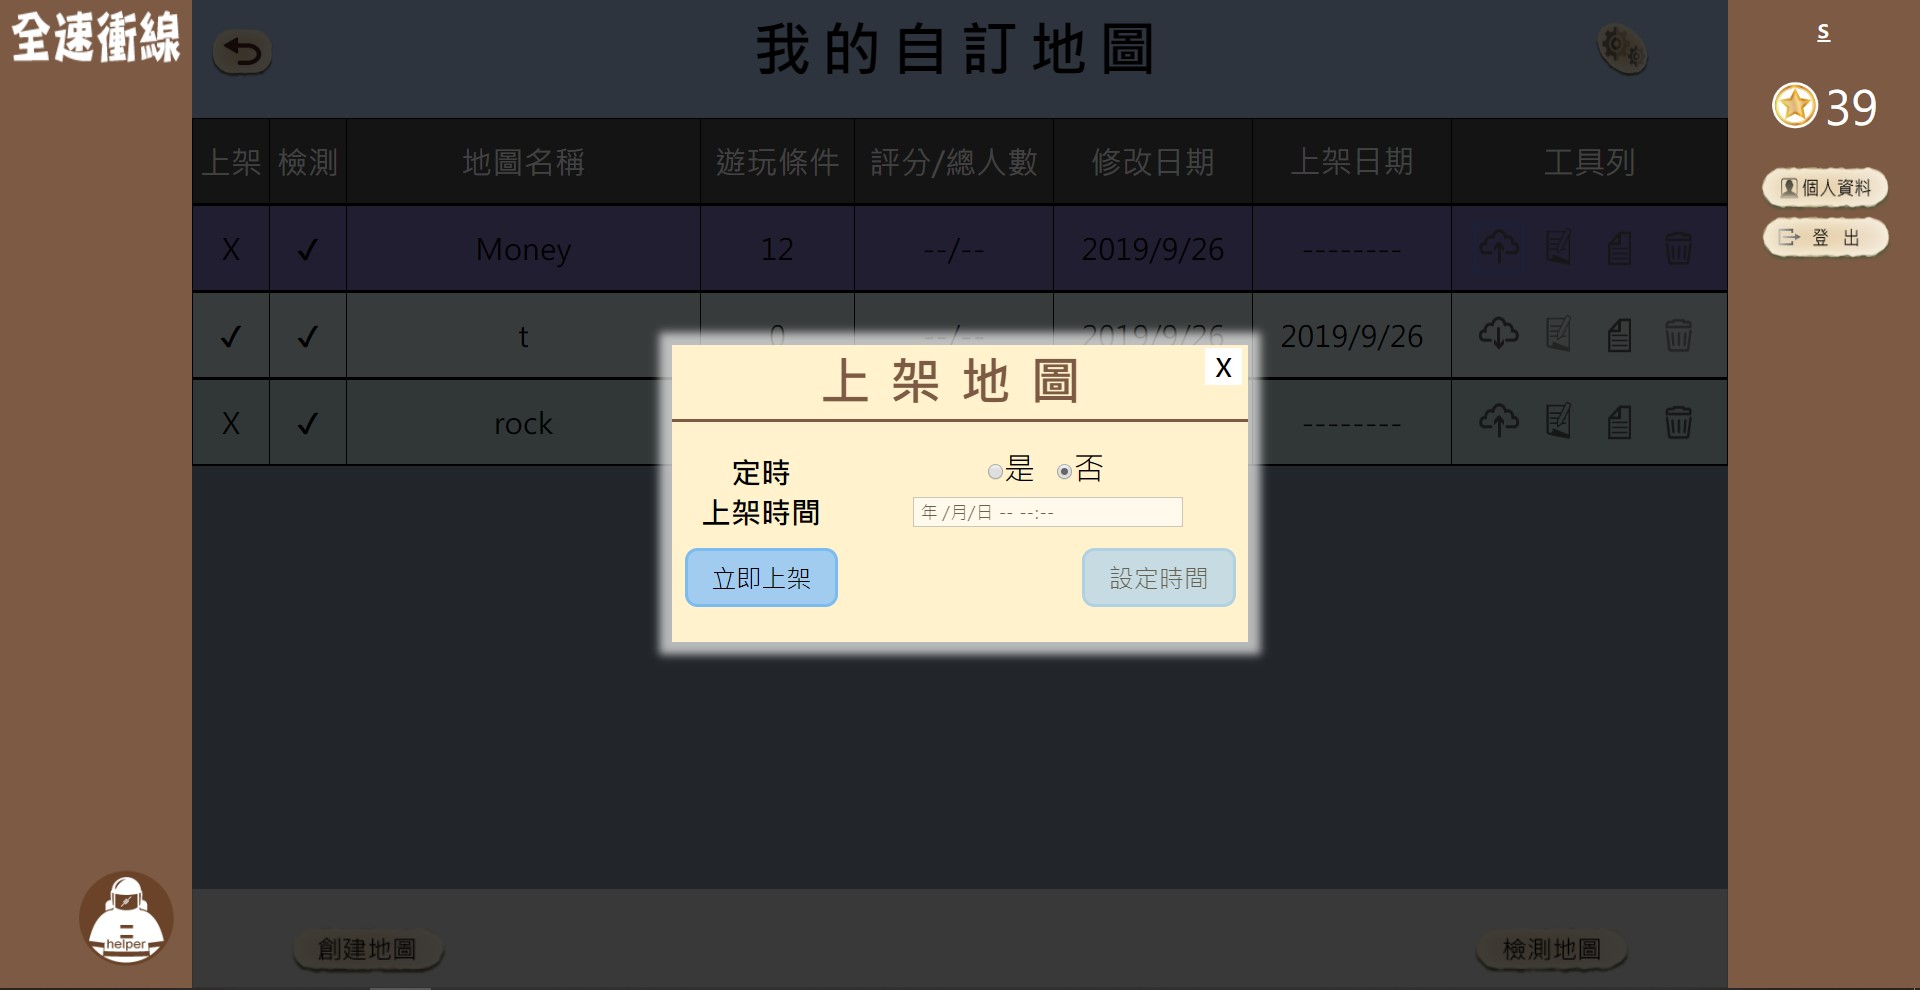 全速衝線
我的自訂地圖
s
39
個人資料
登 出
上架 檢測 地圖名稱 遊玩條件 評分/總人數 修改日期 上架日期 工具列
X ✓ Money 12 --/-- 2019/9/26 --------
✓ ✓ t 0 --/-- 2019/9/26 2019/9/26
X ✓ rock --------
上架地圖
X
定時 是 否
上架時間 年 /月/日 -- --:--
立即上架 設定時間
helper
創建地圖 檢測地圖